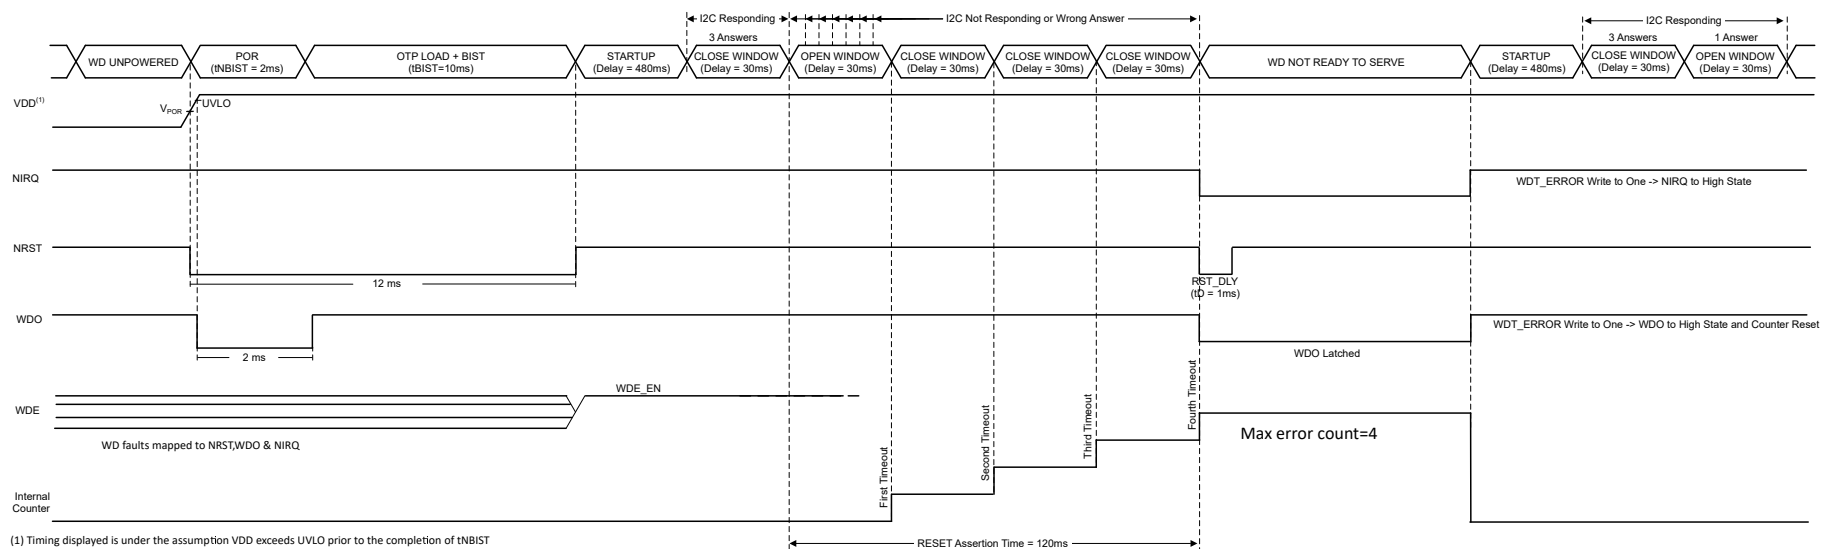 I2C Responding
I2C Not Responding or Wrong Answer
I2C Responding
3 Answers
3 Answers
1 Answer
WD UNPOWERED
POR
(tNBIST = 2ms)
OTP LOAD + BIST
(tBIST=10ms)
STARTUP
(Delay = 480ms)
CLOSE WINDOW
(Delay = 30ms)
OPEN WINDOW
(Delay = 30ms)
CLOSE WINDOW
(Delay = 30ms)
CLOSE WINDOW
(Delay = 30ms)
CLOSE WINDOW
(Delay = 30ms)
WD NOT READY TO SERVE
STARTUP
(Delay = 480ms)
CLOSE WINDOW
(Delay = 30ms)
OPEN WINDOW
(Delay = 30ms)
VDD(1)
VPOR
UVLO
NIRQ
WDT_ERROR Write to One -> NIRQ to High State
NRST
12 ms
RST_DLY
(tD = 1ms)
WDO
2 ms
WDT_ERROR Write to One -> WDO to High State and Counter Reset
WDO Latched
WDE
WDE_EN
WD faults mapped to NRST,WDO & NIRQ
First Timeout
Second Timeout
Third Timeout
Fourth Timeout
Max error count=4
Internal
Counter
(1) Timing displayed is under the assumption VDD exceeds UVLO prior to the completion of tNBIST
RESET Assertion Time = 120ms